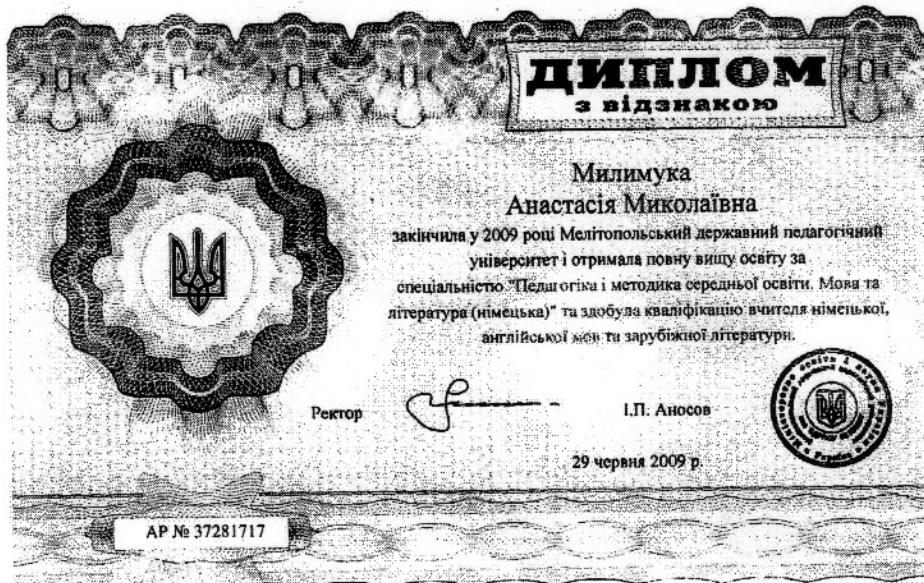 ДИПЛОМ
з відзнакою
Милимука
Анастасія Миколаївна
закінчила у 2009 році Мелітопольський державний педагогічний
університет і отримала повну вищу освіту за
спеціальністю "Педагогіка і методика середньої освіти. Мова та
література (німецька)" та здобула кваліфікацію вчителя німецької,
англійської мов та зарубіжної літератури.
Ректор
І.П. Аносов
29 червня 2009 р.
АР № 37281717